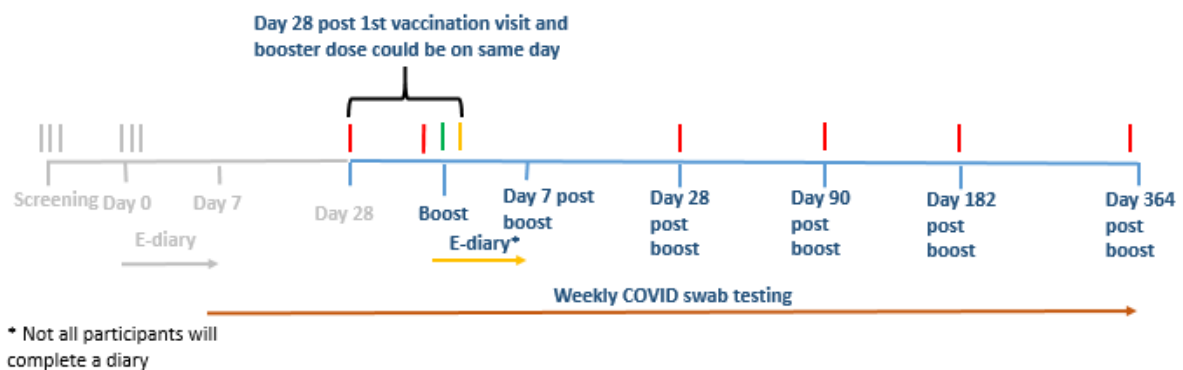 Day 28 post 1st vaccination visit and
booster dose could be on same day
Screening
Day 0
Day 7
Day 28
Boost
Day 7 post
boost
Day 28
post
boost
Day 90
post
boost
Day 182
post
boost
Day 364
post
boost
E-diary
E-diary*
Weekly COVID swab testing
* Not all participants will
complete a diary